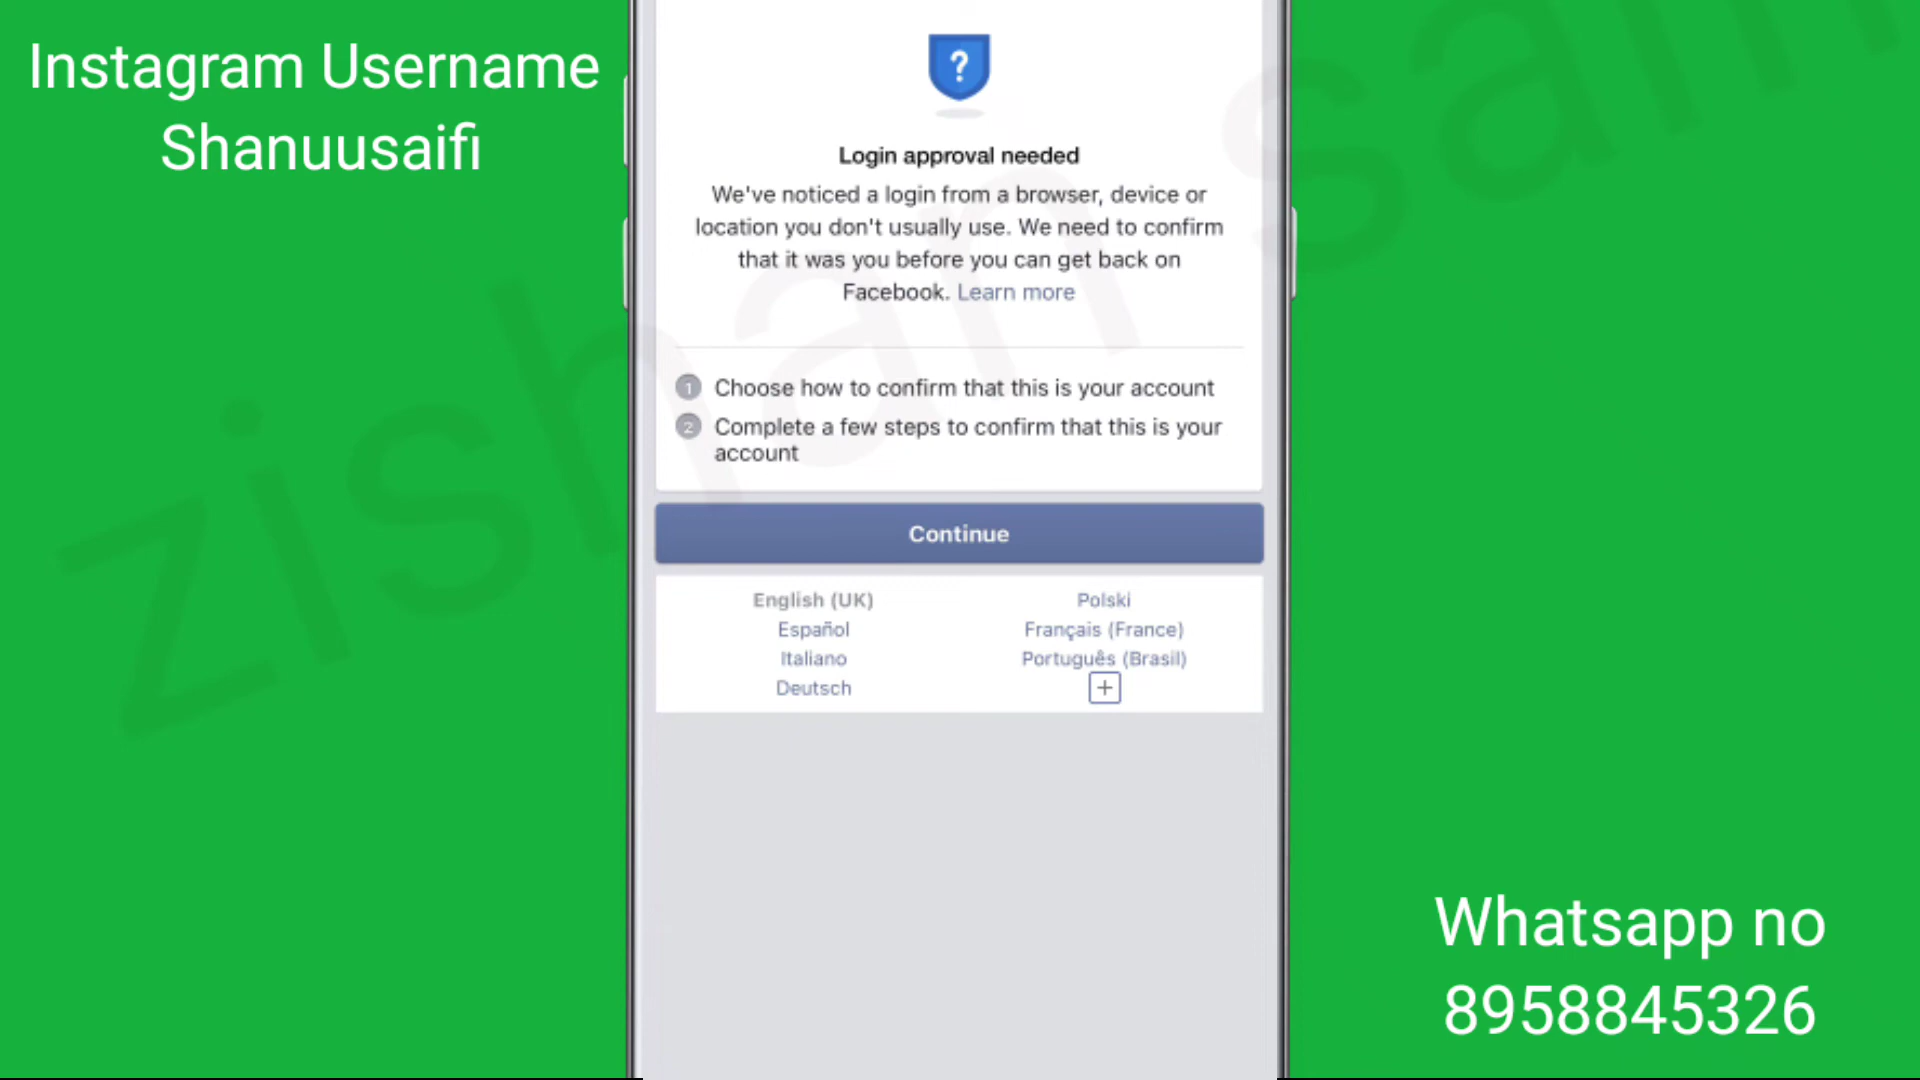 Instagram Username
Shanuusaifi
?
Login approval needed
We've noticed a login from a browser, device or
location you don't usually use. We need to confirm
that it was you before you can get back on
Facebook. Learn more
1 Choose how to confirm that this is your account
2 Complete a few steps to confirm that this is your
account
Continue
English (UK) Polski
Español Français (France)
Italiano Português (Brasil)
Deutsch +
zishan saifi
Whatsapp no
8958845326